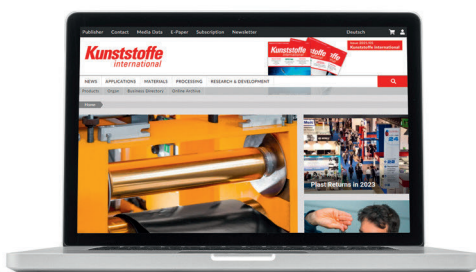 Publisher Contact Media Data E-Paper Subscription Newsletter Deutsch
Kunststoffe
international
Kunststoffe
Kunststoffe international
NEWS APPLICATIONS MATERIALS PROCESSING RESEARCH & DEVELOPMENT
Products Organ Business Directory Online Archive
Home
Plast Returns in 2023